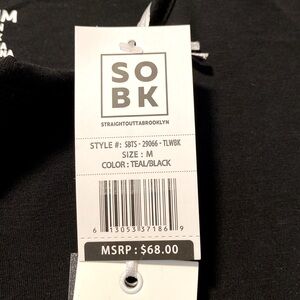 SO
BK
STRAIGHTOUTTABROOKLYN
STYLE #: SBTS - 29066 - TLWBK
SIZE : M
COLOR : TEAL/BLACK
6 13053 37186 9
MSRP : $68.00